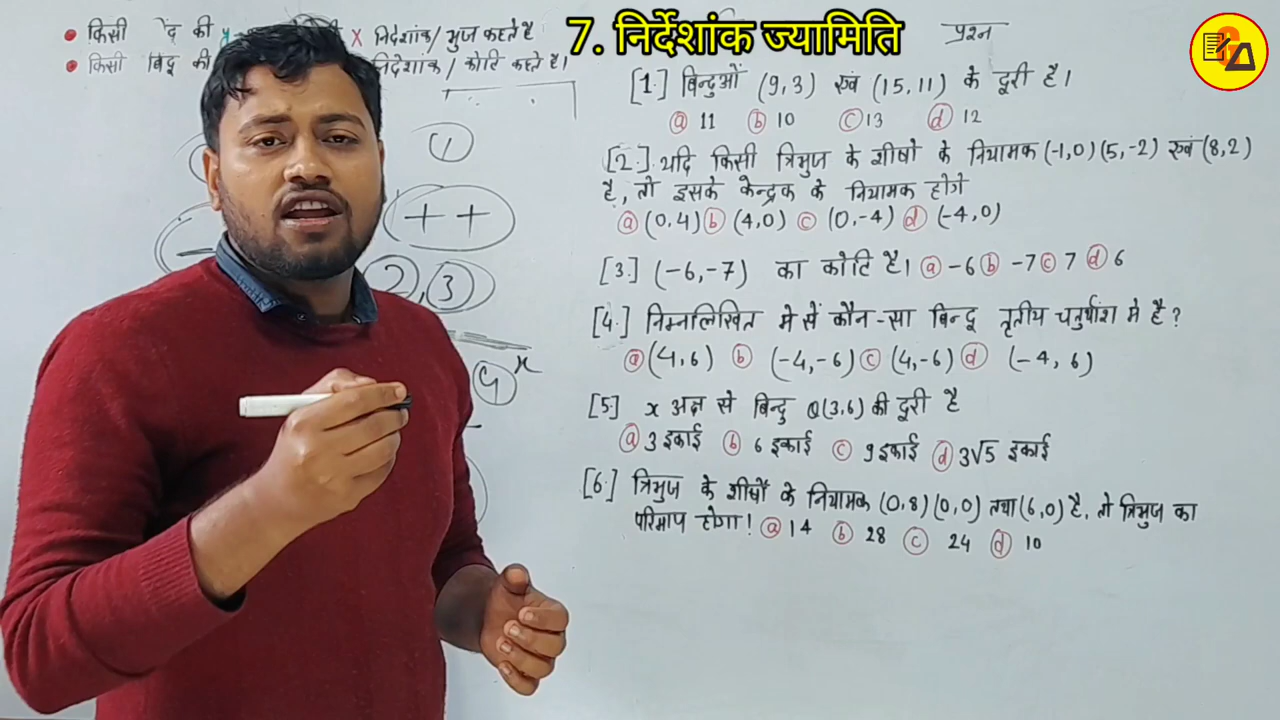 7. निर्देशांक ज्यामिति
प्रश्न
• किसी की y x निर्देशांक/भुज कहते है
• किसी बिंदू की निर्देशांक / कोटि कहते है।
1
+ +
2, 3
[1.] बिन्दुओं (9,3) एवं (15,11) के दूरी है।
ⓐ 11 ⓑ 10 ⓒ 13 ⓓ 12
[2.] यदि किसी त्रिभुज के शीर्षो के नियामक (-1,0) (5,-2) एवं (8,2)
है, तो इसके केन्द्रक के नियामक होगे
ⓐ (0,4) ⓑ (4,0) ⓒ (0,-4) ⓓ (-4,0)
[3.] (-6,-7) का कोटि है। ⓐ -6 ⓑ -7 ⓒ 7 ⓓ 6
[4.] निम्नलिखित मे सें कौन-सा बिन्दु तृतीय चतुर्थांश मे है?
ⓐ (4,6) ⓑ (-4,-6) ⓒ (4,-6) ⓓ (-4, 6)
[5.] x अक्ष से बिन्दु Q(3,6) की दूरी है
ⓐ 3 इकाई ⓑ 6 इकाई ⓒ 9 इकाई ⓓ 3√5 इकाई
[6.] त्रिभुज के शीर्षों के नियामक (0,8) (0,0) तथा (6,0) है, तो त्रिभुज का
परिमाप होगा! ⓐ 14 ⓑ 28 ⓒ 24 ⓓ 10